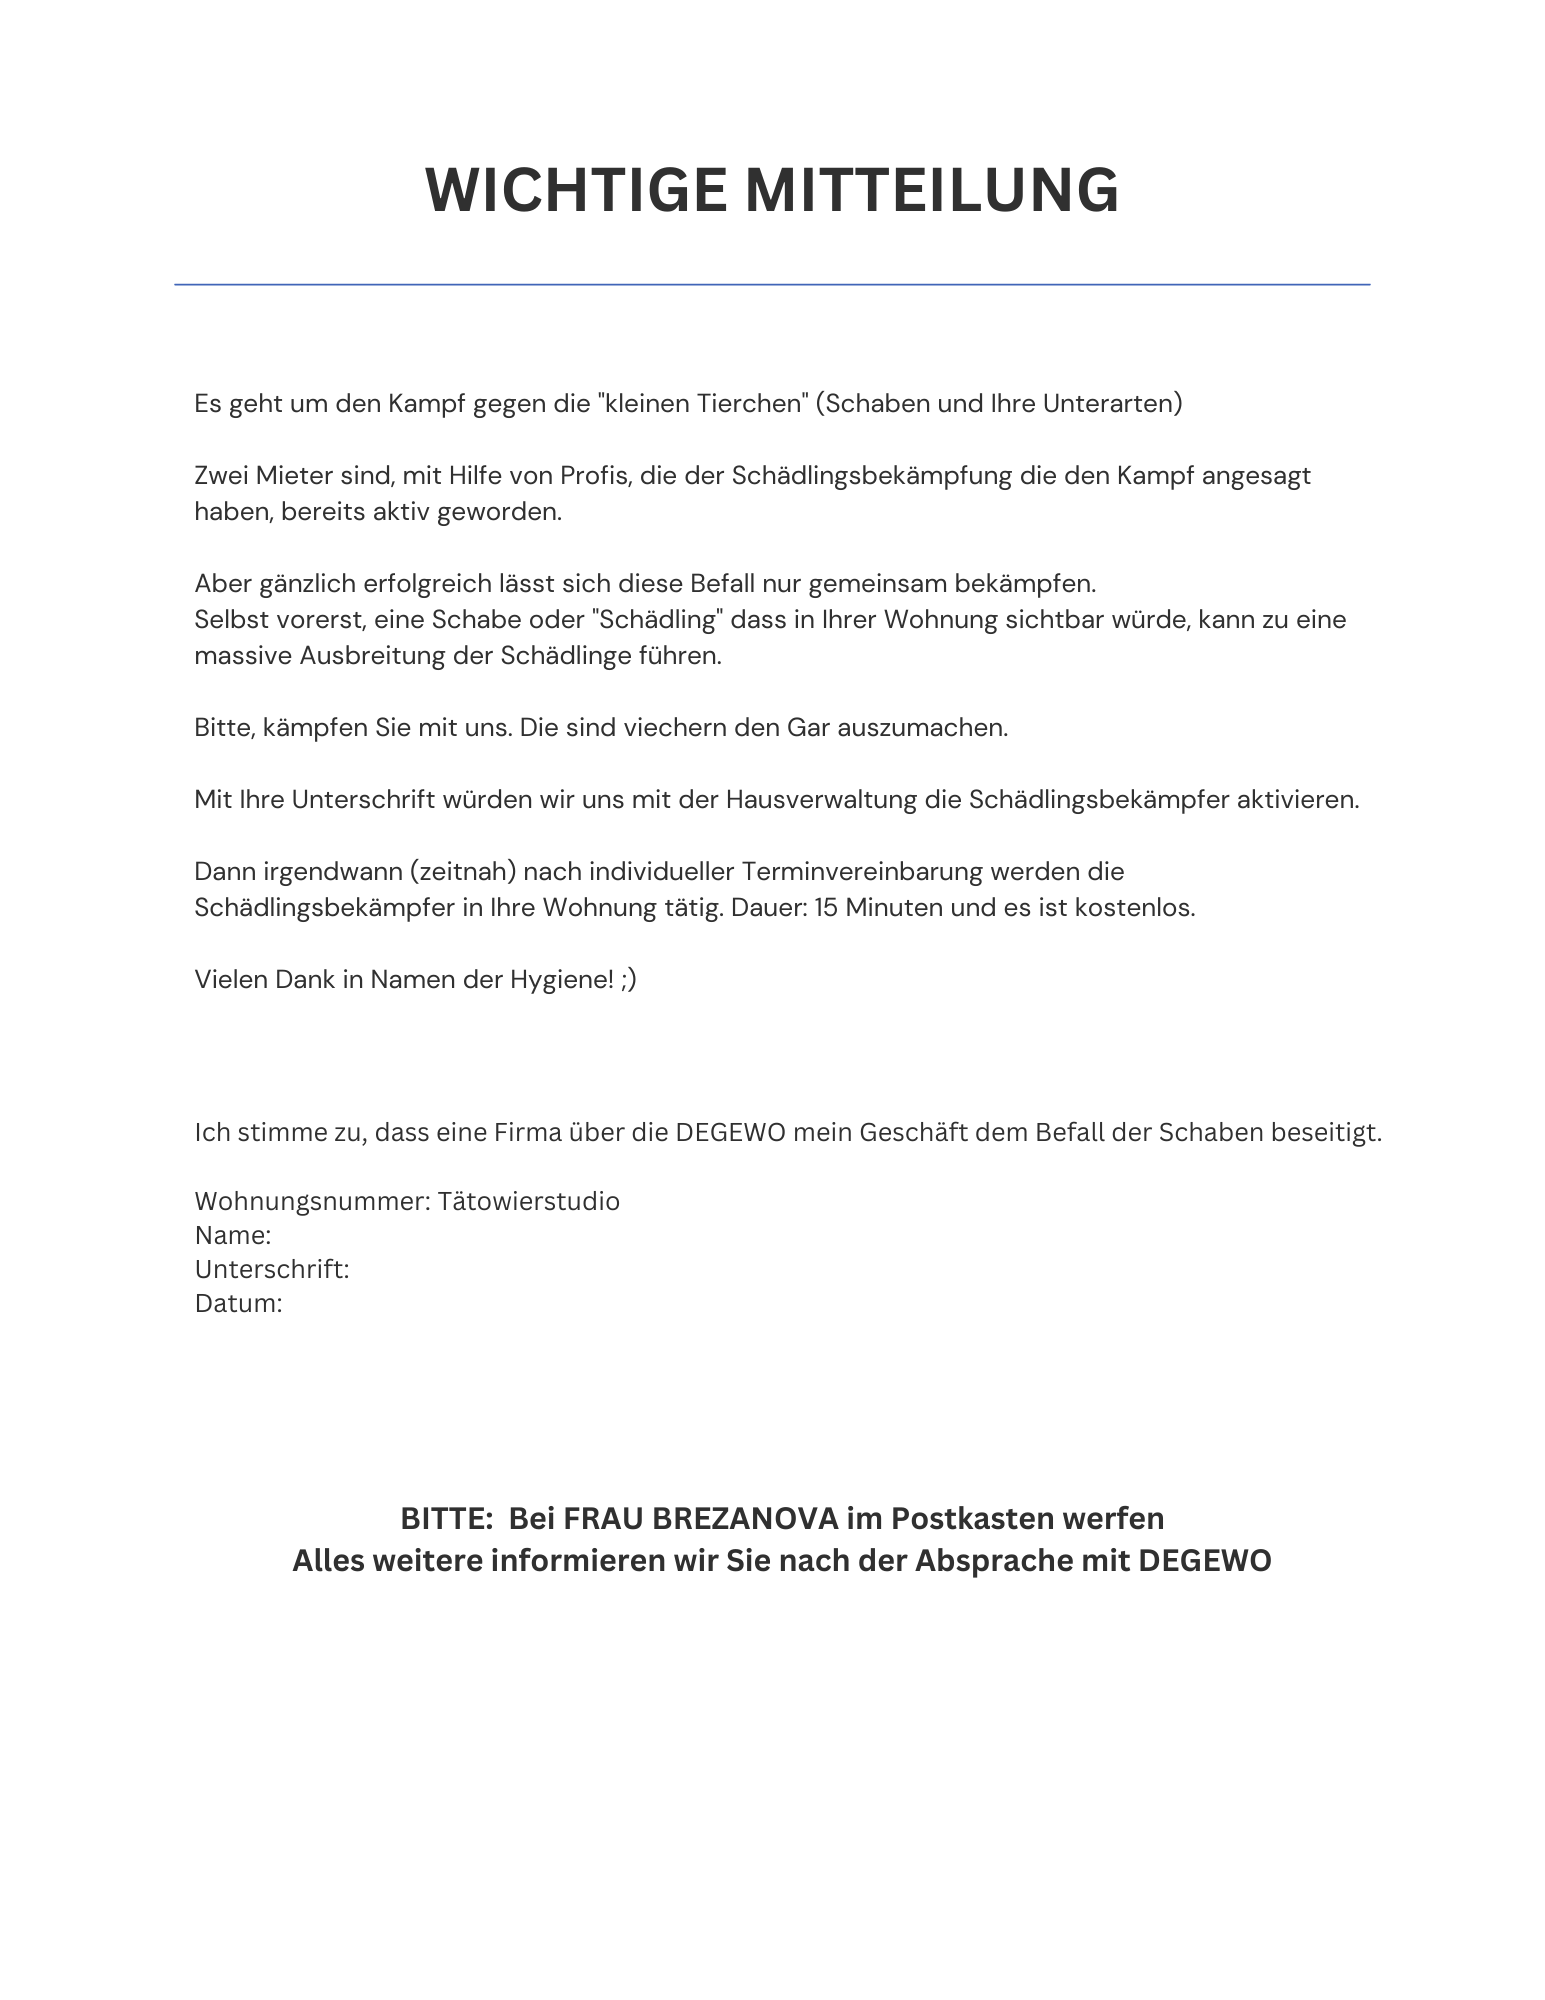 WICHTIGE MITTEILUNG
Es geht um den Kampf gegen die "kleinen Tierchen" (Schaben und Ihre Unterarten)
Zwei Mieter sind, mit Hilfe von Profis, die der Schädlingsbekämpfung die den Kampf angesagt
haben, bereits aktiv geworden.
Aber gänzlich erfolgreich lässt sich diese Befall nur gemeinsam bekämpfen.
Selbst vorerst, eine Schabe oder "Schädling" dass in Ihrer Wohnung sichtbar würde, kann zu eine
massive Ausbreitung der Schädlinge führen.
Bitte, kämpfen Sie mit uns. Die sind viechern den Gar auszumachen.
Mit Ihre Unterschrift würden wir uns mit der Hausverwaltung die Schädlingsbekämpfer aktivieren.
Dann irgendwann (zeitnah) nach individueller Terminvereinbarung werden die
Schädlingsbekämpfer in Ihre Wohnung tätig. Dauer: 15 Minuten und es ist kostenlos.
Vielen Dank in Namen der Hygiene! ;)
Ich stimme zu, dass eine Firma über die DEGEWO mein Geschäft dem Befall der Schaben beseitigt.
Wohnungsnummer: Tätowierstudio
Name:
Unterschrift:
Datum:
BITTE:  Bei FRAU BREZANOVA im Postkasten werfen
Alles weitere informieren wir Sie nach der Absprache mit DEGEWO